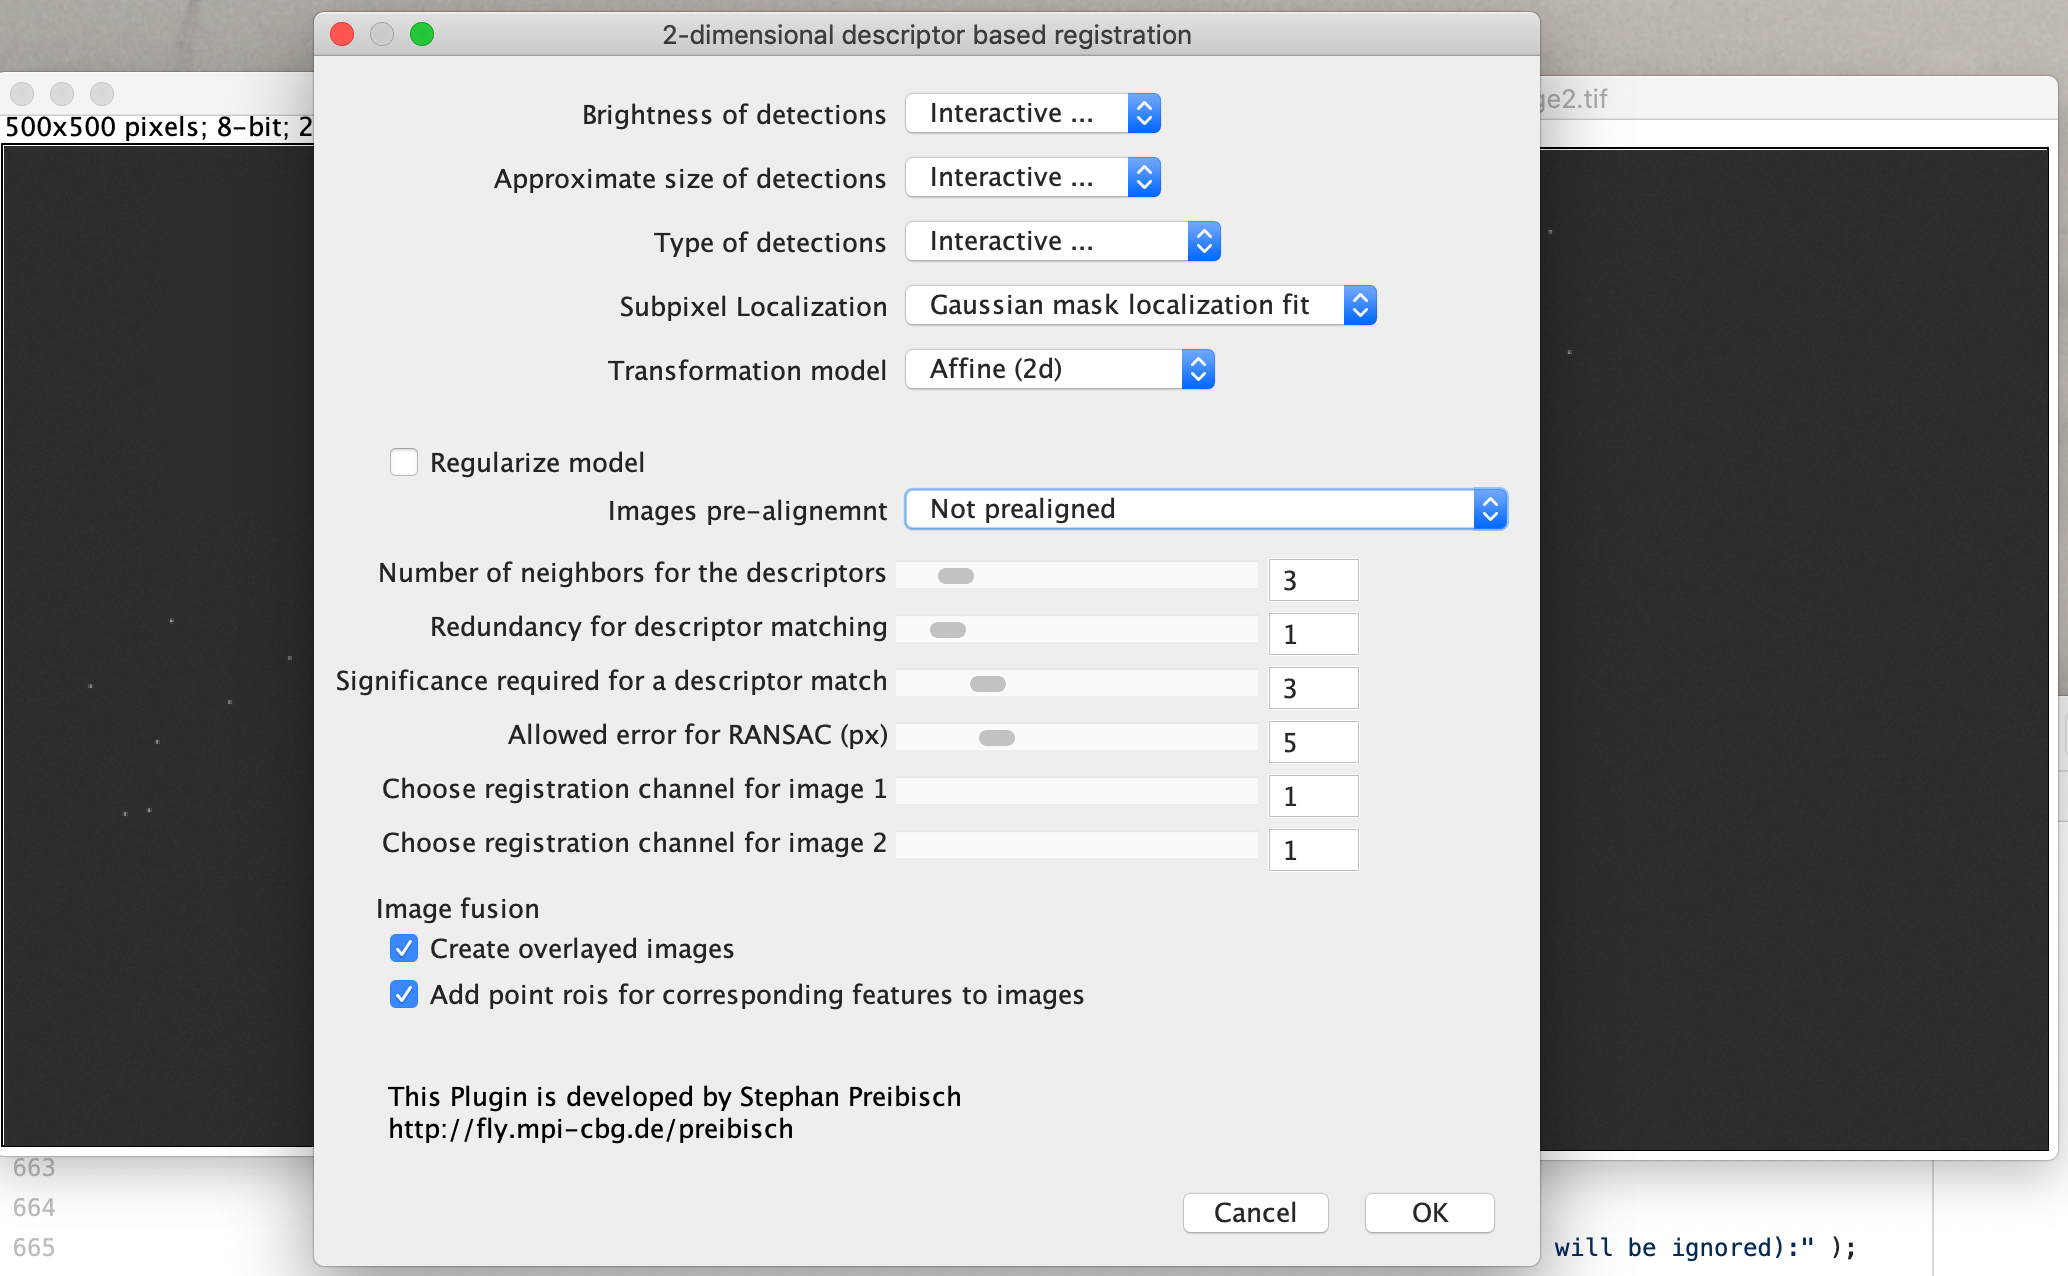 2-dimensional descriptor based registration
ge2.tif
500x500 pixels; 8-bit; 2
Brightness of detections Interactive ...
Approximate size of detections Interactive ...
Type of detections Interactive ...
Subpixel Localization Gaussian mask localization fit
Transformation model Affine (2d)
Regularize model
Images pre-alignemnt Not prealigned
Number of neighbors for the descriptors 3
Redundancy for descriptor matching 1
Significance required for a descriptor match 3
Allowed error for RANSAC (px) 5
Choose registration channel for image 1 1
Choose registration channel for image 2 1
Image fusion
Create overlayed images
Add point rois for corresponding features to images
This Plugin is developed by Stephan Preibisch
http://fly.mpi-cbg.de/preibisch
663
664
Cancel OK
665
will be ignored):" );